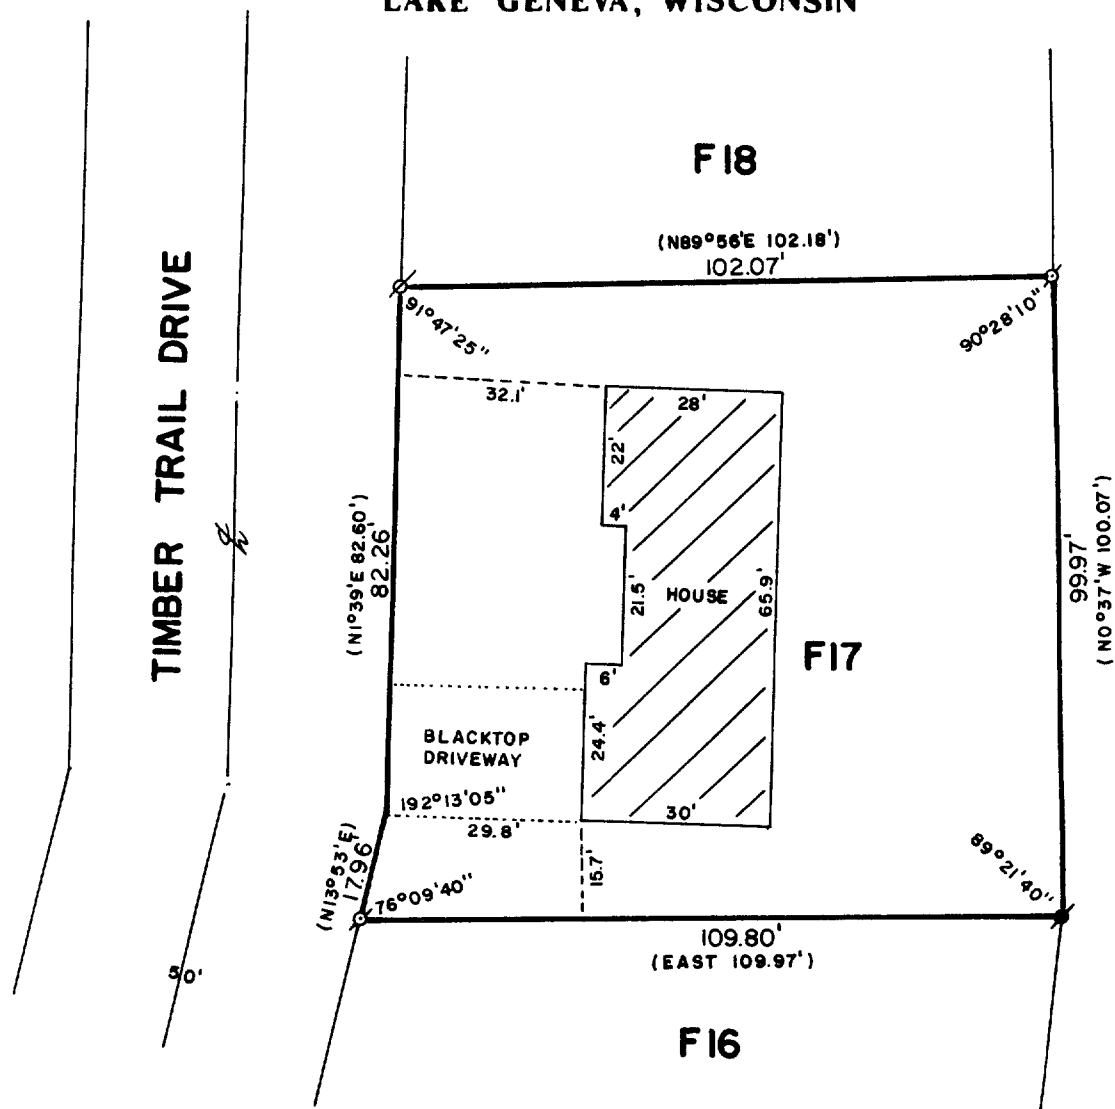 LAKE GENEVA, WISCONSIN
F18
(N89°56'E 102.18')
102.07'
91°47'25"
90°28'10"
TIMBER TRAIL DRIVE
32.1'
28'
22'
4'
(N1°39'E 82.60')
82.26'
21.5'
HOUSE
65.9'
99.97'
(N0°37'W 100.07')
F17
6'
BLACKTOP
DRIVEWAY
24.4'
192°13'05"
29.8'
30'
(N13°53'E)
17.96'
76°09'40"
15.7'
89°21'40"
109.80'
(EAST 109.97')
50'
F16